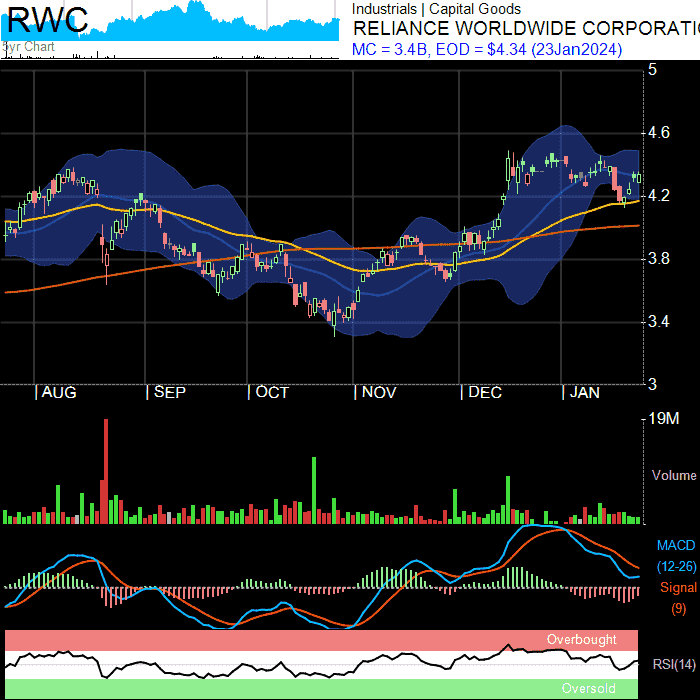 RWC
5yr Chart
Industrials | Capital Goods
RELIANCE WORLDWIDE CORPORATI
MC = 3.4B, EOD = $4.34 (23Jan2024)
5
4.6
4.2
3.8
3.4
3
| AUG | SEP | OCT | NOV | DEC | JAN
19M
Volume
MACD
(12-26)
Signal
(9)
Overbought
RSI(14)
Oversold